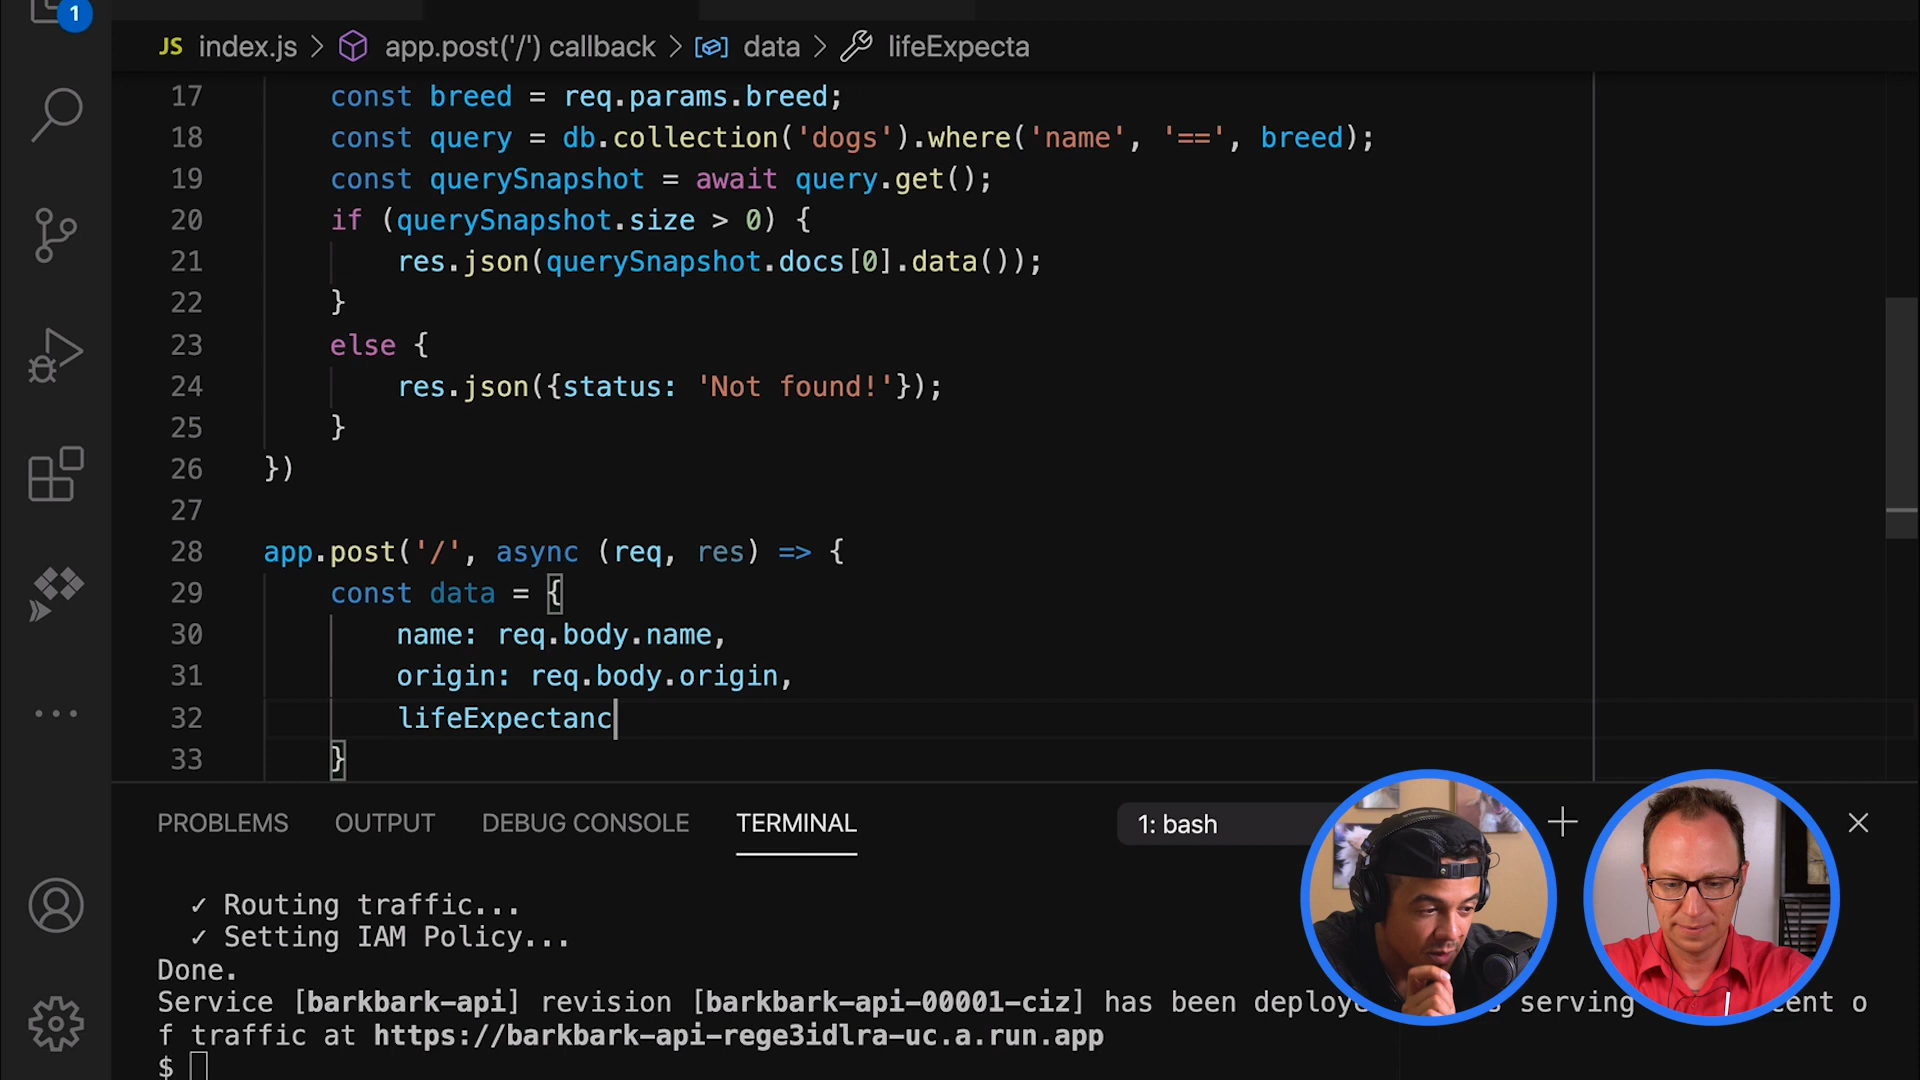 1
JS index.js > app.post('/') callback > data > lifeExpecta
17 const breed = req.params.breed;
18 const query = db.collection('dogs').where('name', '==', breed);
19 const querySnapshot = await query.get();
20 if (querySnapshot.size > 0) {
21 res.json(querySnapshot.docs[0].data());
22 }
23 else {
24 res.json({status: 'Not found!'});
25 }
26 })
27
28 app.post('/', async (req, res) => {
29 const data = {
30 name: req.body.name,
31 origin: req.body.origin,
32 lifeExpectanc
33 }
PROBLEMS OUTPUT DEBUG CONSOLE TERMINAL 1: bash
✓ Routing traffic...
✓ Setting IAM Policy...
Done.
Service [barkbark-api] revision [barkbark-api-00001-ciz] has been serving o
f traffic at https://barkbark-api-rege3idlra-uc.a.run.app
$